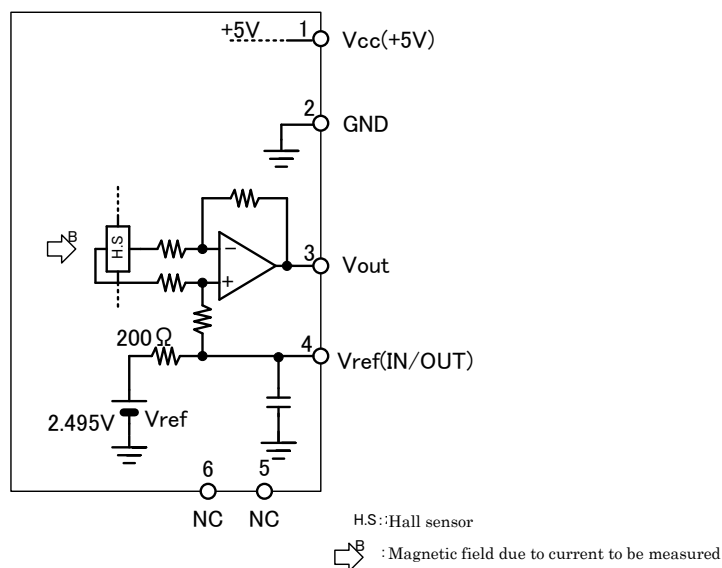 +5V 1 Vcc(+5V)
2 GND
B
H.S
−
+
3 Vout
200Ω
4 Vref(IN/OUT)
2.495V Vref
6 5
NC NC
H.S::Hall sensor
B :Magnetic field due to current to be measured